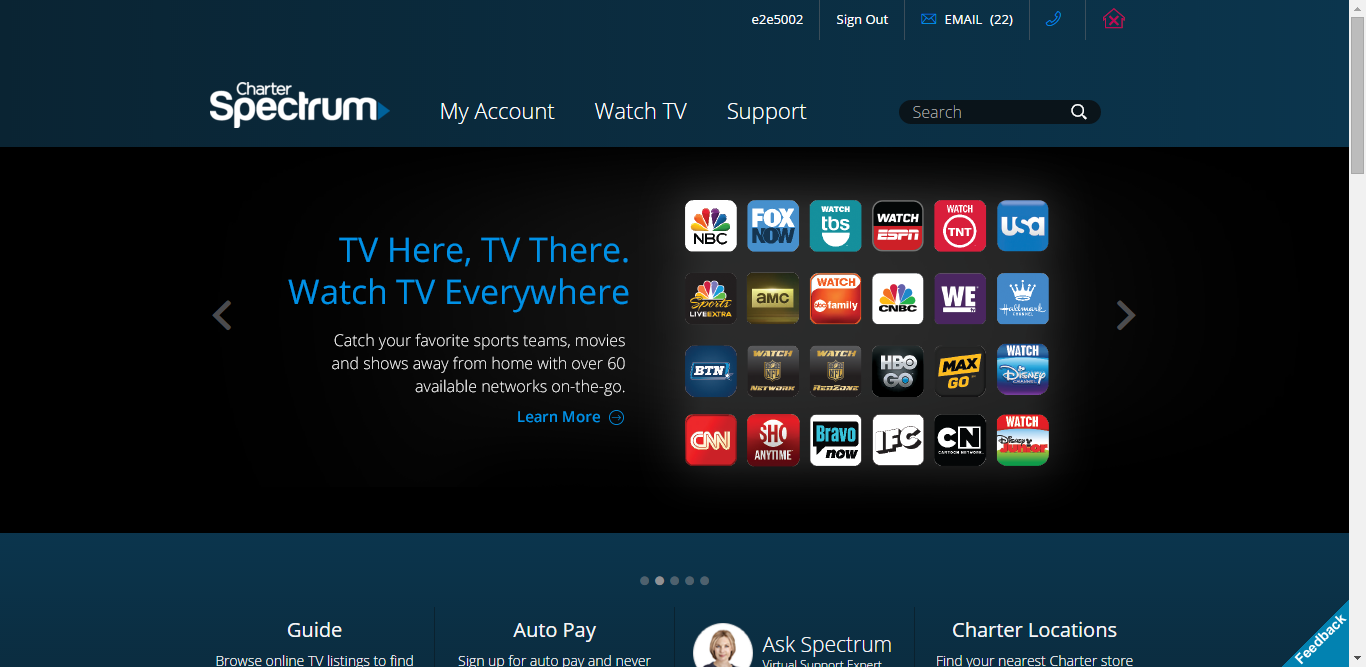 e2e5002 Sign Out EMAIL (22)
Charter
Spectrum
My Account Watch TV Support Search
TV Here, TV There.
Watch TV Everywhere
Catch your favorite sports teams, movies
and shows away from home with over 60
available networks on-the-go.
Learn More
NBC FOX NOW WATCH tbs WATCH ESPN WATCH TNT usa
Sports LIVE EXTRA amc WATCH abc family CNBC WE tv Hallmark CHANNEL
BTN WATCH NFL NETWORK WATCH NFL REDZONE HBO GO MAX GO WATCH Disney CHANNEL
CNN SHO ANYTIME Bravo now IFC CN CARTOON NETWORK WATCH Disney Junior
Guide Auto Pay Ask Spectrum Charter Locations
Browse online TV listings to find Sign up for auto pay and never Virtual Support Expert Find your nearest Charter store
Feedback